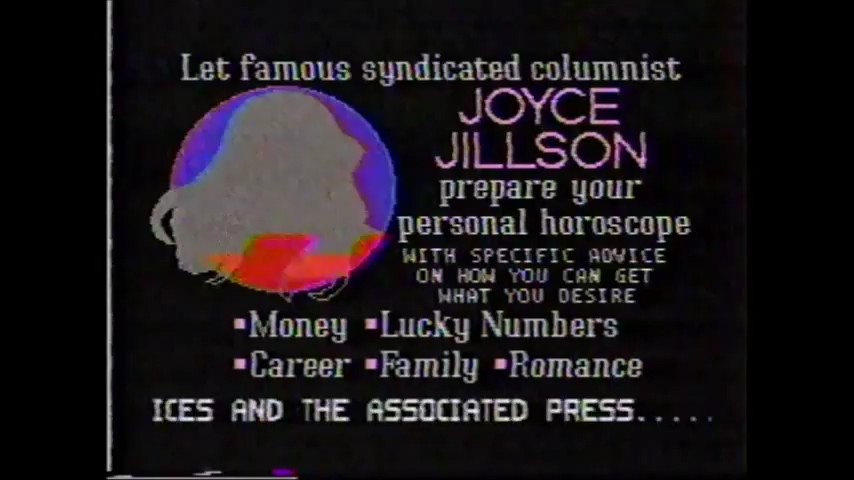 Let famous syndicated columnist
JOYCE
JILLSON
prepare your
personal horoscope
WITH SPECIFIC ADVICE
ON HOW YOU CAN GET
WHAT YOU DESIRE
▪Money ▪Lucky Numbers
▪Career ▪Family ▪Romance
ICES AND THE ASSOCIATED PRESS.....